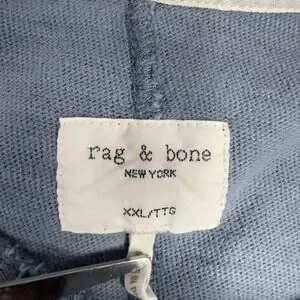 rag & bone
NEW YORK
XXL/TTG